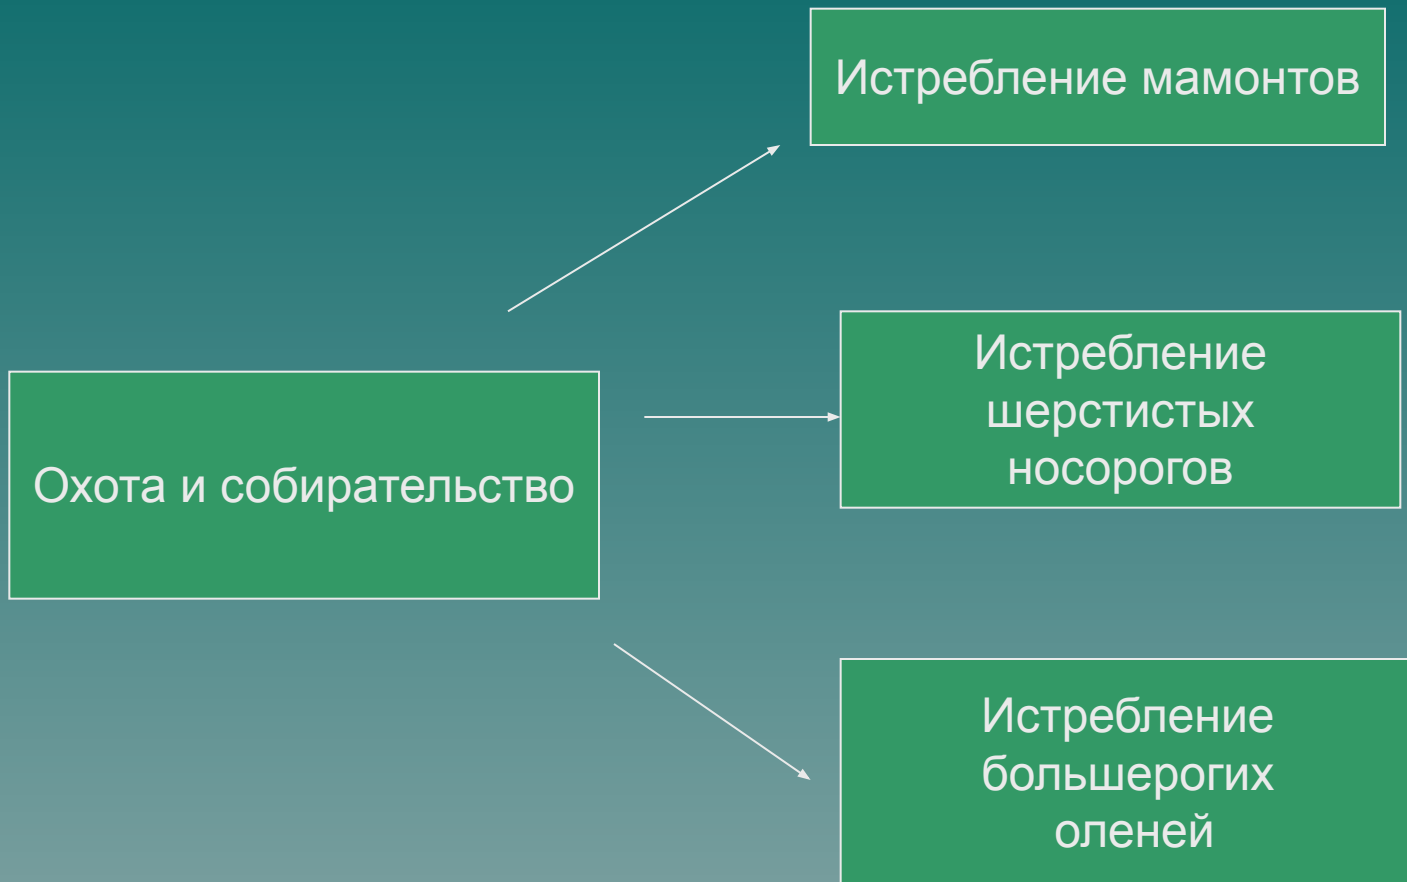 Истребление мамонтов
Охота и собирательство
Истребление
шерстистых
носорогов
Истребление
большерогих
оленей